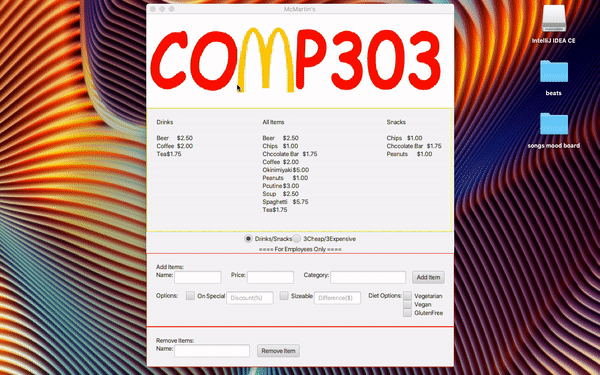 McMartin's
COMP303
IntelliJ IDEA CE
beats
songs mood board
Drinks
Beer $2.50
Coffee $2.00
Tea$1.75
All Items
Beer $2.50
Chips $1.00
Chocolate Bar $1.75
Coffee $2.00
Okinimiyaki$5.00
Peanuts $1.00
Poutine$3.00
Soup $2.50
Spaghetti $5.75
Tea$1.75
Snacks
Chips $1.00
Chocolate Bar $1.75
Peanuts $1.00
Drinks/Snacks 3Cheap/3Expensive
==== For Employees Only ====
Add Items:
Name: Price: Category: Add Item
Options: On Special Discount(%) Sizeable Difference($) Diet Options: Vegetarian
Vegan
GlutenFree
Remove Items:
Name: Remove Item